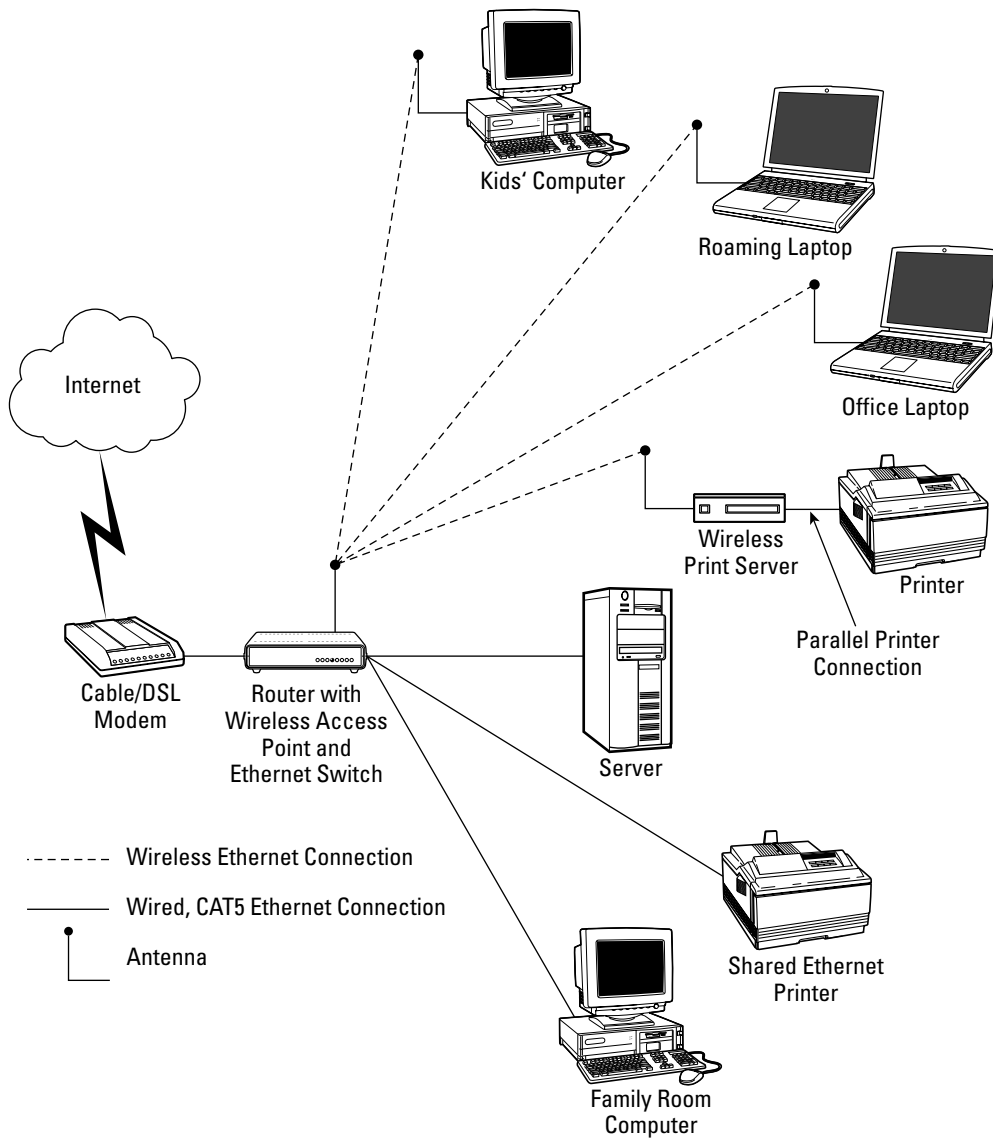 Kids‘ Computer
Roaming Laptop
Internet
Office Laptop
Wireless
Print Server
Printer
Parallel Printer
Connection
Cable/DSL
Modem
Router with
Wireless Access
Point and
Ethernet Switch
Server
Wireless Ethernet Connection
Wired, CAT5 Ethernet Connection
Antenna
Shared Ethernet
Printer
Family Room
Computer